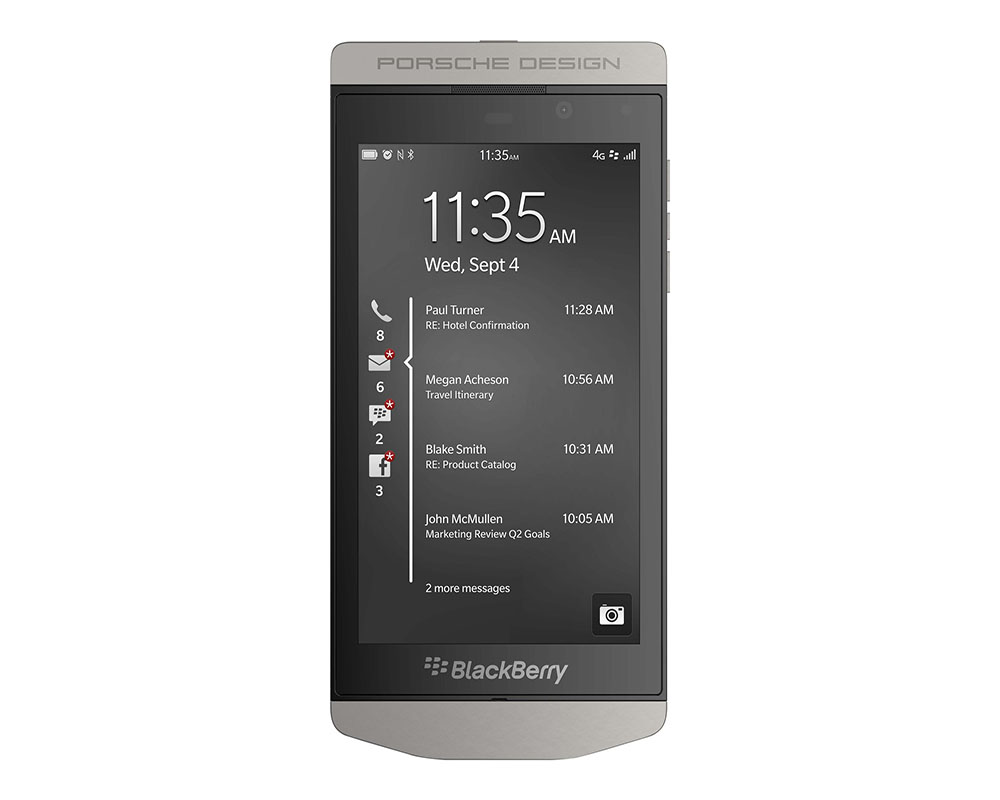 PORSCHE DESIGN
11:35AM
4G
11:35 AM
Wed, Sept 4
8
Paul Turner 11:28 AM
RE: Hotel Confirmation
6
Megan Acheson 10:56 AM
Travel Itinerary
2
Blake Smith 10:31 AM
RE: Product Catalog
3
John McMullen 10:05 AM
Marketing Review Q2 Goals
2 more messages
BlackBerry